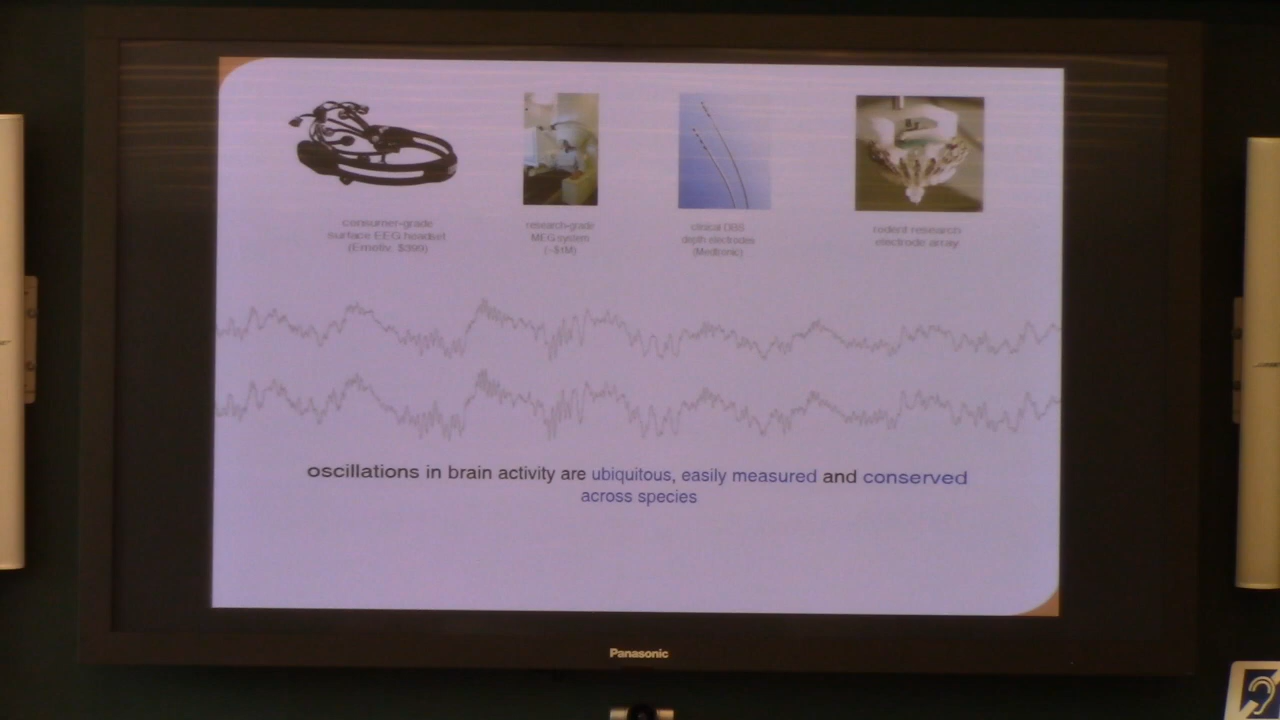 consumer-grade
surface EEG headset
(Emotiv, $399)
research-grade
MEG system
(~$1M)
clinical DBS
depth electrodes
(Medtronic)
rodent research
electrode array
oscillations in brain activity are ubiquitous, easily measured and conserved
across species
Panasonic